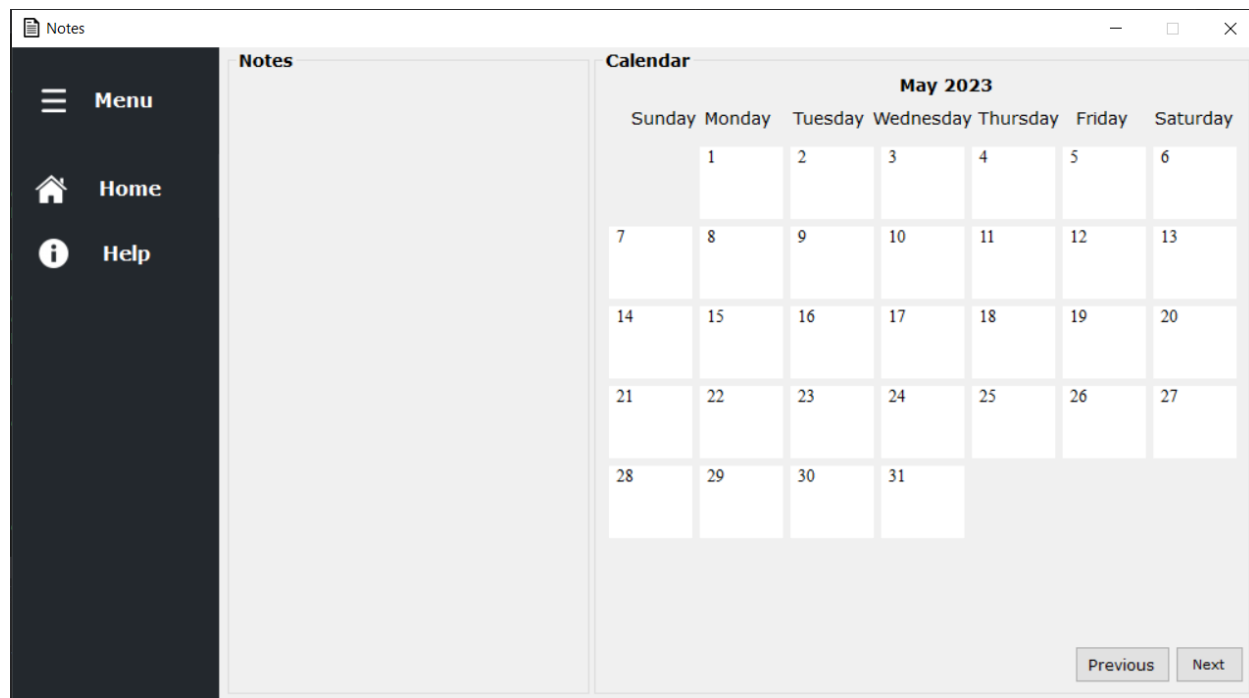 Notes
Menu
Home
Help
Notes
Calendar
May 2023
Sunday Monday Tuesday Wednesday Thursday Friday Saturday
1 2 3 4 5 6
7 8 9 10 11 12 13
14 15 16 17 18 19 20
21 22 23 24 25 26 27
28 29 30 31
Previous Next